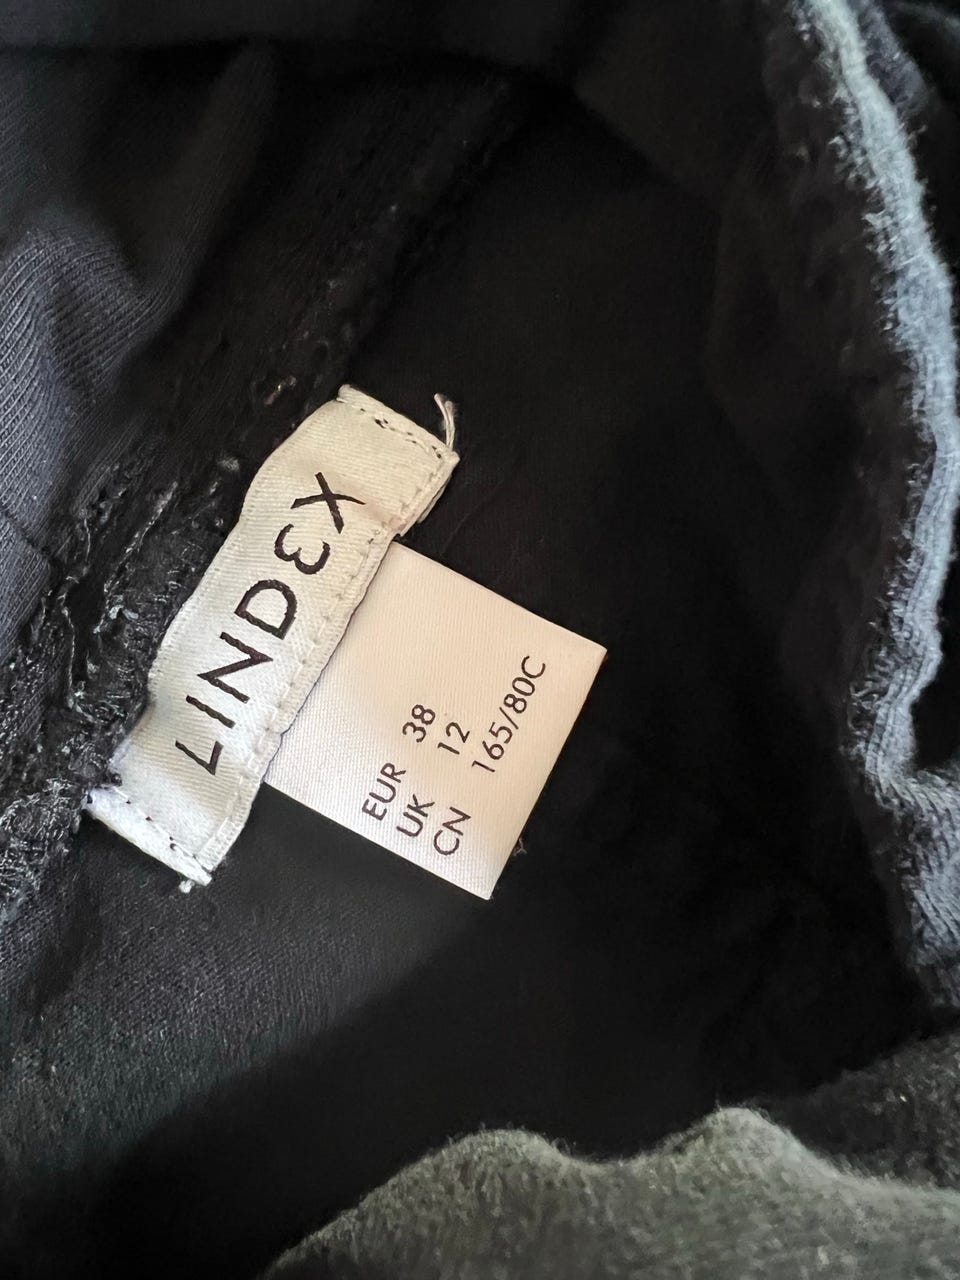 LINDEX
EUR 38
UK 12
CN 165/80C